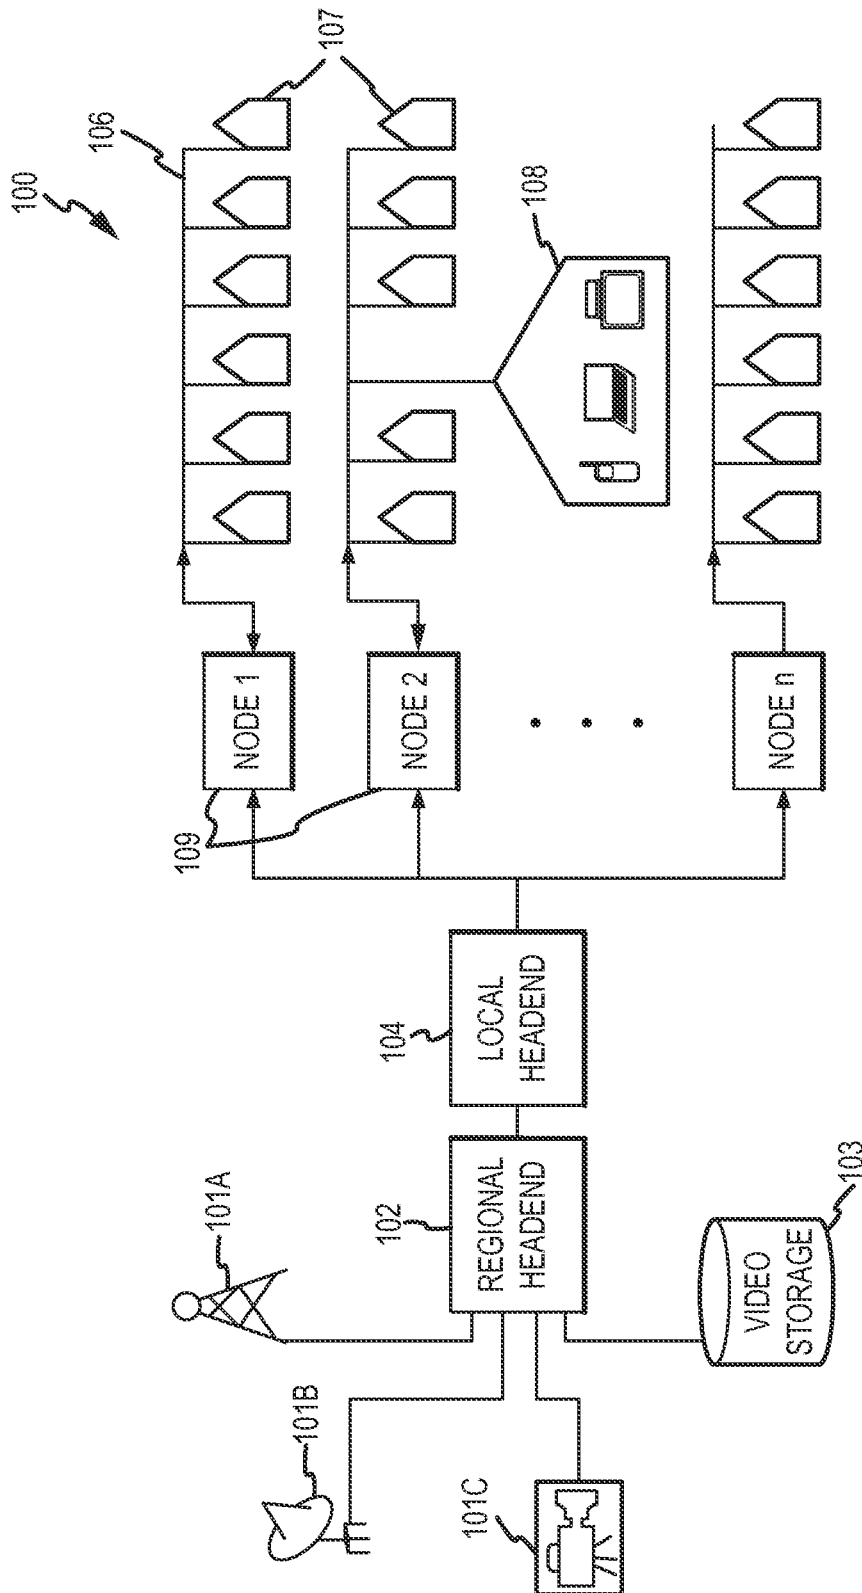 100
106
107
109
NODE 1
NODE 2
108
• • •
NODE n
104
LOCAL
HEADEND
102
REGIONAL
HEADEND
101A
101B
101C
VIDEO
STORAGE
103